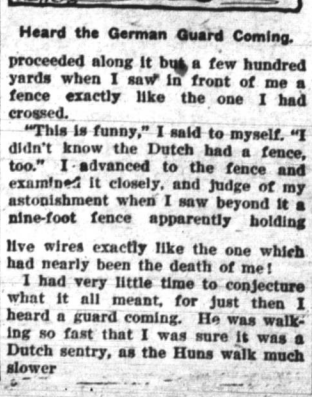 Heard the German Guard Coming.
proceeded along it but a few hundred
yards when I saw in front of me a
fence exactly like the one I had
crossed.
"This is funny," I said to myself. "I
didn't know the Dutch had a fence,
too." I advanced to the fence and
examined it closely, and judge of my
astonishment when I saw beyond it a
nine-foot fence apparently holding
live wires exactly like the one which
had nearly been the death of me!
I had very little time to conjecture
what it all meant, for just then I
heard a guard coming. He was walk-
ing so fast that I was sure it was a
Dutch sentry, as the Huns walk much
slower